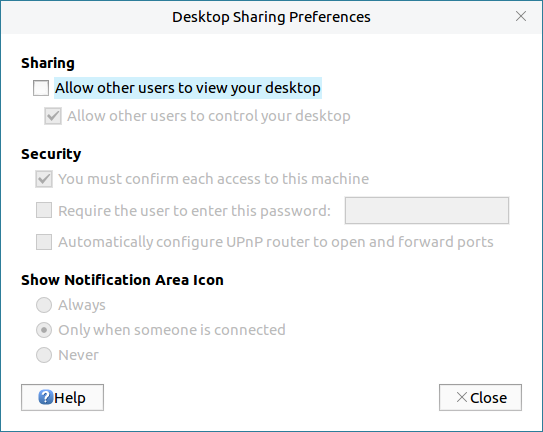 Desktop Sharing Preferences
Sharing
Allow other users to view your desktop
Allow other users to control your desktop
Security
You must confirm each access to this machine
Require the user to enter this password:
Automatically configure UPnP router to open and forward ports
Show Notification Area Icon
Always
Only when someone is connected
Never
Help
Close